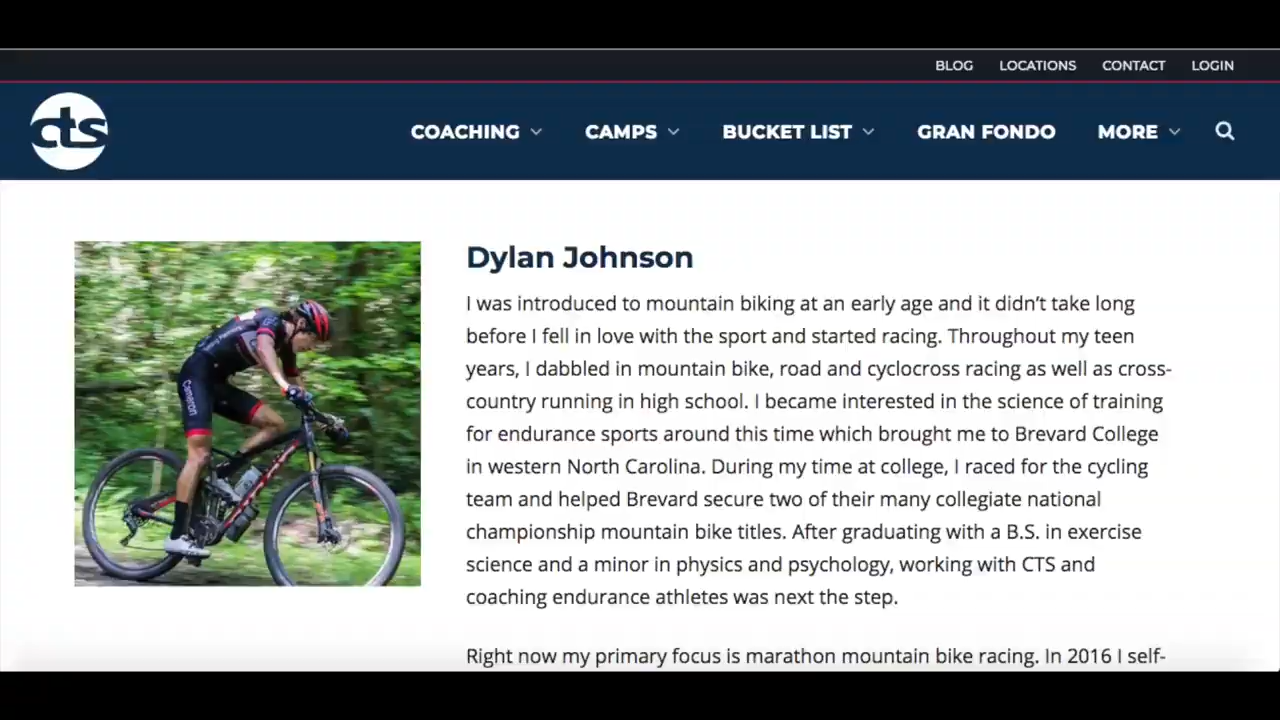 BLOG LOCATIONS CONTACT LOGIN
cts COACHING CAMPS BUCKET LIST GRAN FONDO MORE
Dylan Johnson
I was introduced to mountain biking at an early age and it didn't take long
before I fell in love with the sport and started racing. Throughout my teen
years, I dabbled in mountain bike, road and cyclocross racing as well as cross-
country running in high school. I became interested in the science of training
for endurance sports around this time which brought me to Brevard College
in western North Carolina. During my time at college, I raced for the cycling
team and helped Brevard secure two of their many collegiate national
championship mountain bike titles. After graduating with a B.S. in exercise
science and a minor in physics and psychology, working with CTS and
coaching endurance athletes was next the step.
Right now my primary focus is marathon mountain bike racing. In 2016 I self-
Cameron